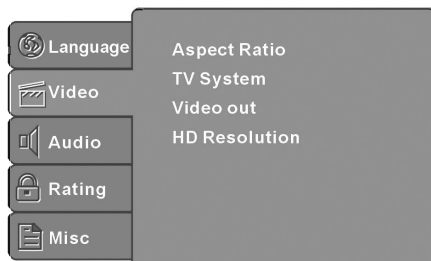 Language
Video
Audio
Rating
Misc
Aspect Ratio
TV System
Video out
HD Resolution